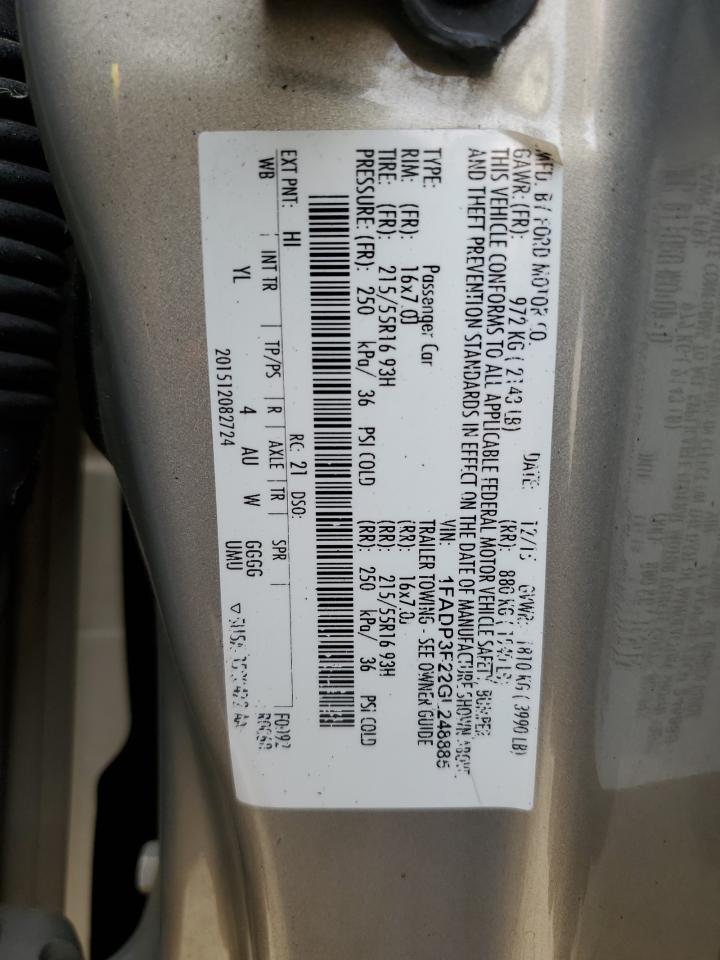 MFD. BY FORD MOTOR CO. DATE: 12/15 GVWR: 1810 KG ( 3990 LB)
GAWR: (FR): 972 KG ( 2143 LB) (RR): 880 KG
THIS VEHICLE CONFORMS TO ALL APPLICABLE FEDERAL MOTOR VEHICLE SAFETY, BUMPER,
AND THEFT PREVENTION STANDARDS IN EFFECT ON THE DATE OF MANUFACTURE SHOWN ABOVE.
VIN: 1FADP3F22GL248885
TYPE: Passenger Car TRAILER TOWING - SEE OWNER GUIDE
RIM: (FR): 16x7.0J (RR): 16x7.0J
TIRE: (FR): 215/55R16 93H (RR): 215/55R16 93H
PRESSURE: (FR): 250 kPa/ 36 PSI COLD (RR): 250 kPa/ 36 PSI COLD
RC: 21 DSO:
EXT PNT: HI F0192
WB INT TR TP/PS R AXLE TR SPR
YL 4 AU W GGGG
201512082724 UMU